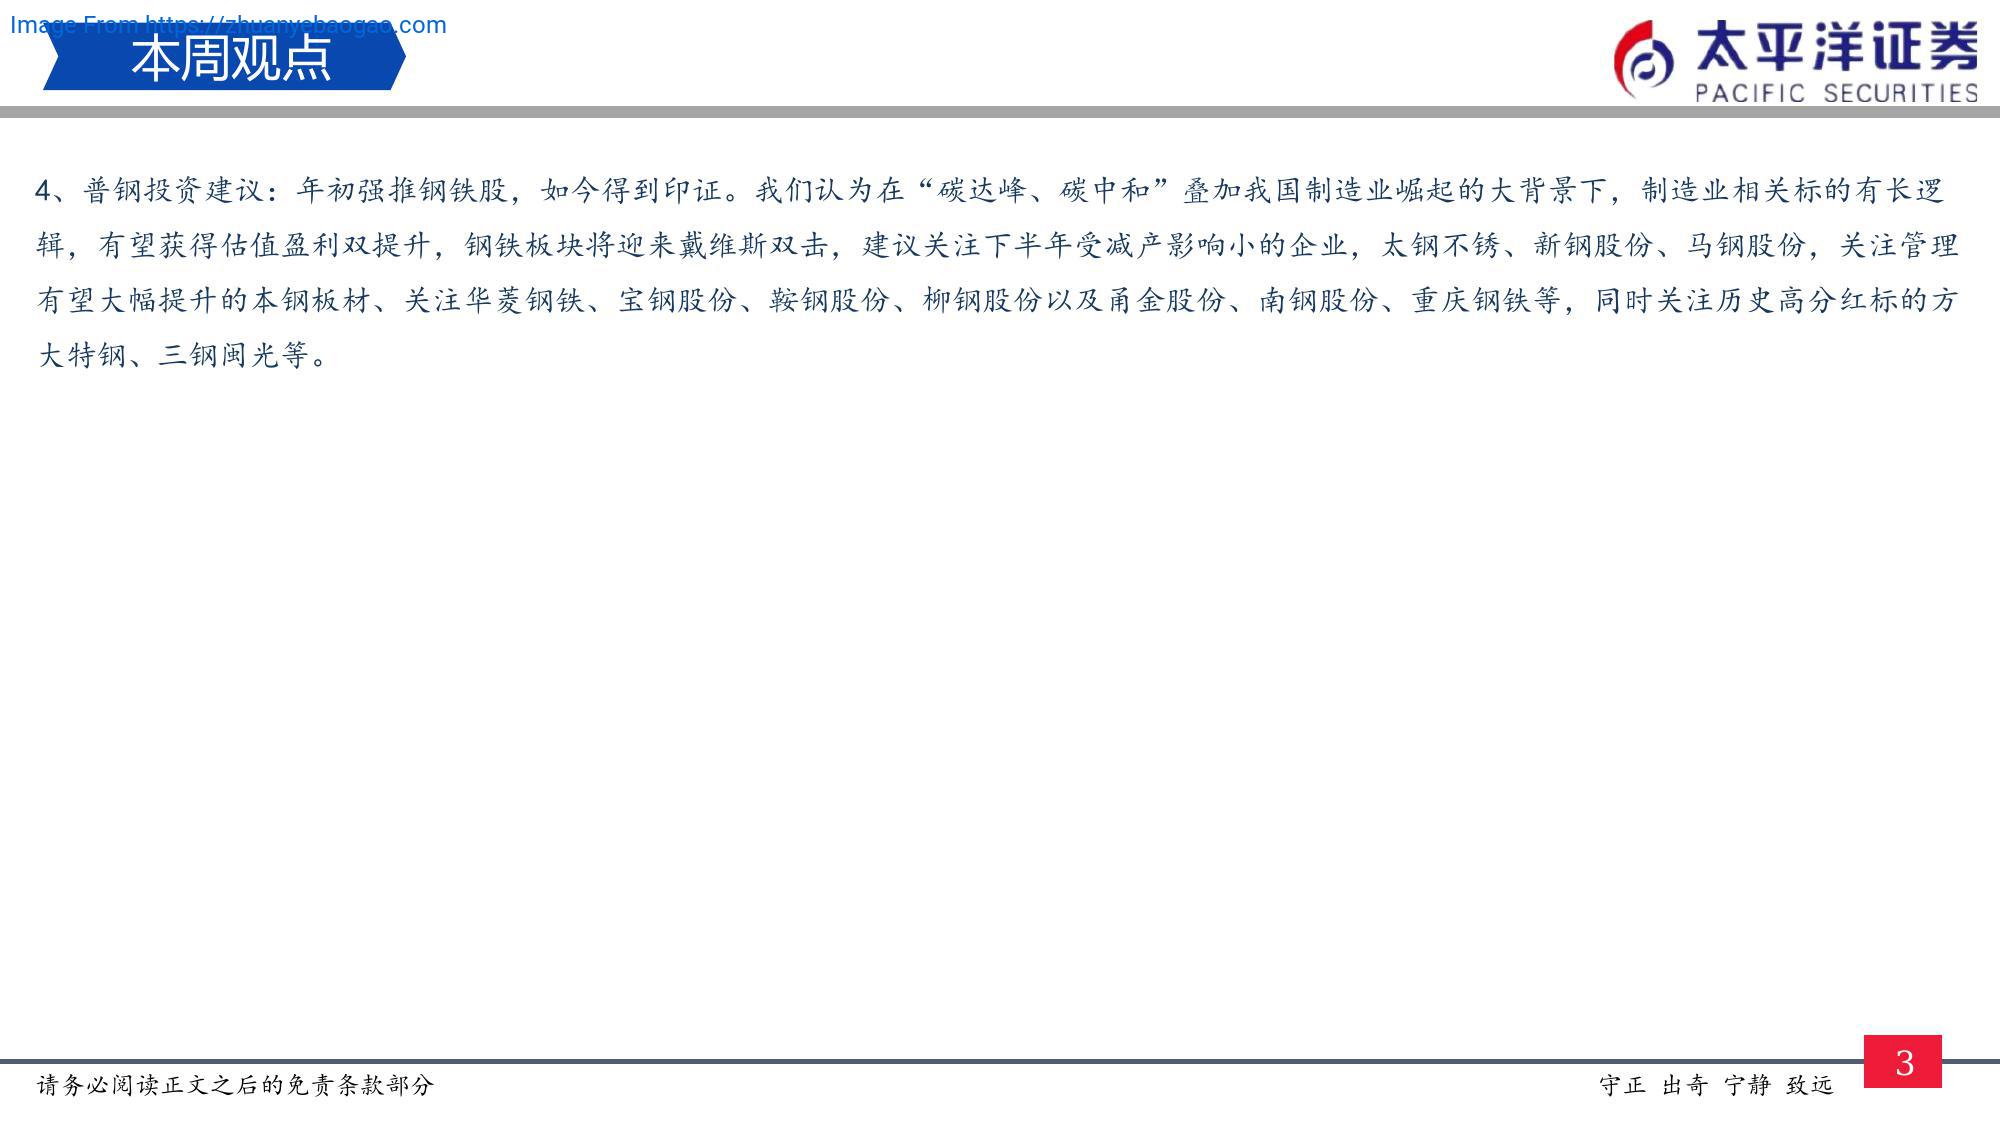 Image From https://zhuanyebaogao.com
本周观点
太平洋证券
PACIFIC SECURITIES
4、普钢投资建议：年初强推钢铁股，如今得到印证。我们认为在“碳达峰、碳中和”叠加我国制造业崛起的大背景下，制造业相关标的有长逻
辑，有望获得估值盈利双提升，钢铁板块将迎来戴维斯双击，建议关注下半年受减产影响小的企业，太钢不锈、新钢股份、马钢股份，关注管理
有望大幅提升的本钢板材、关注华菱钢铁、宝钢股份、鞍钢股份、柳钢股份以及甬金股份、南钢股份、重庆钢铁等，同时关注历史高分红标的方
大特钢、三钢闽光等。
请务必阅读正文之后的免责条款部分
守正 出奇 宁静 致远
3